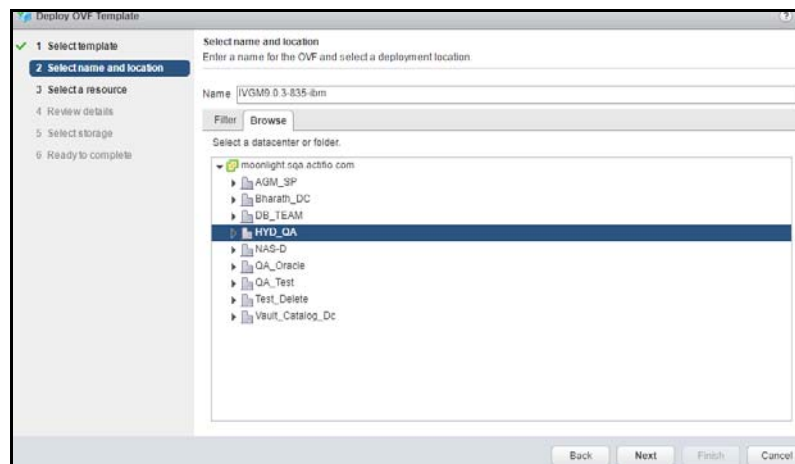 Deploy OVF Template
?
1 Select template
2 Select name and location
3 Select a resource
4 Review details
5 Select storage
6 Ready to complete
Select name and location
Enter a name for the OVF and select a deployment location
Name IVGM9.0.3-835-ibm
Filter Browse
Select a datacenter or folder.
moonlight.sqa.actifio.com
AGM_SP
Bharath_DC
DB_TEAM
HYD_QA
NAS-D
QA_Oracle
QA_Test
Test_Delete
Vault_Catalog_Dc
Back Next Finish Cancel